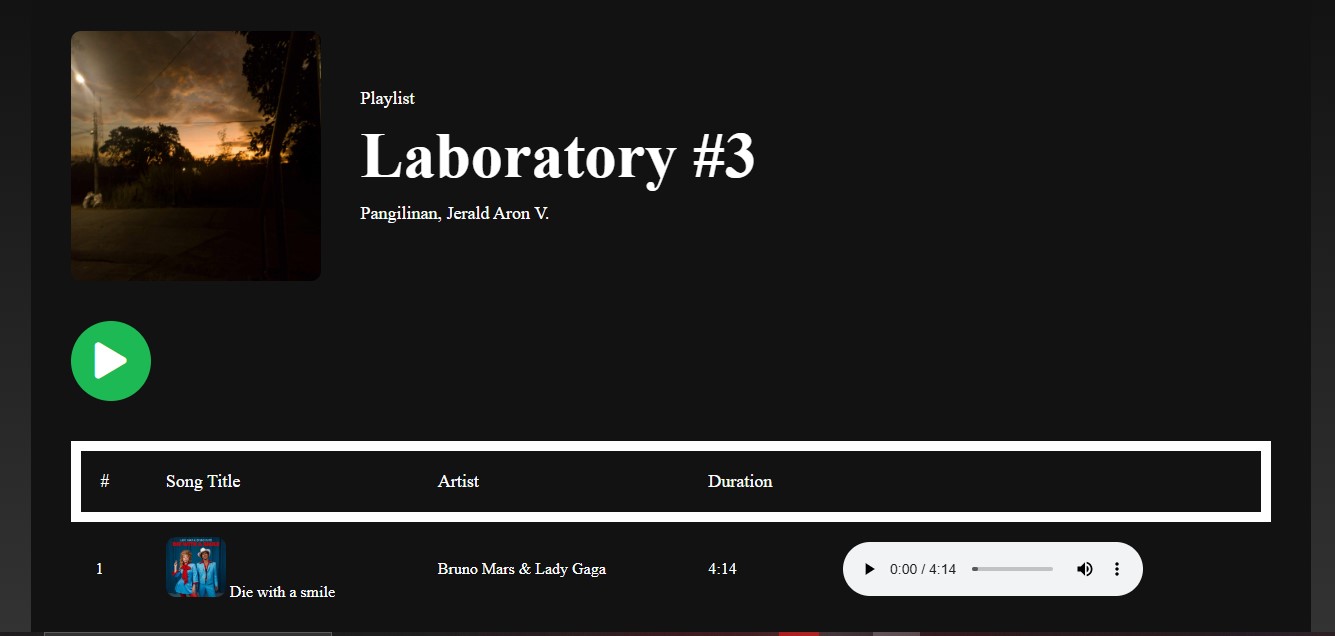 Playlist
Laboratory #3
Pangilinan, Jerald Aron V.
# Song Title Artist Duration
1 Die with a smile Bruno Mars & Lady Gaga 4:14 0:00 / 4:14